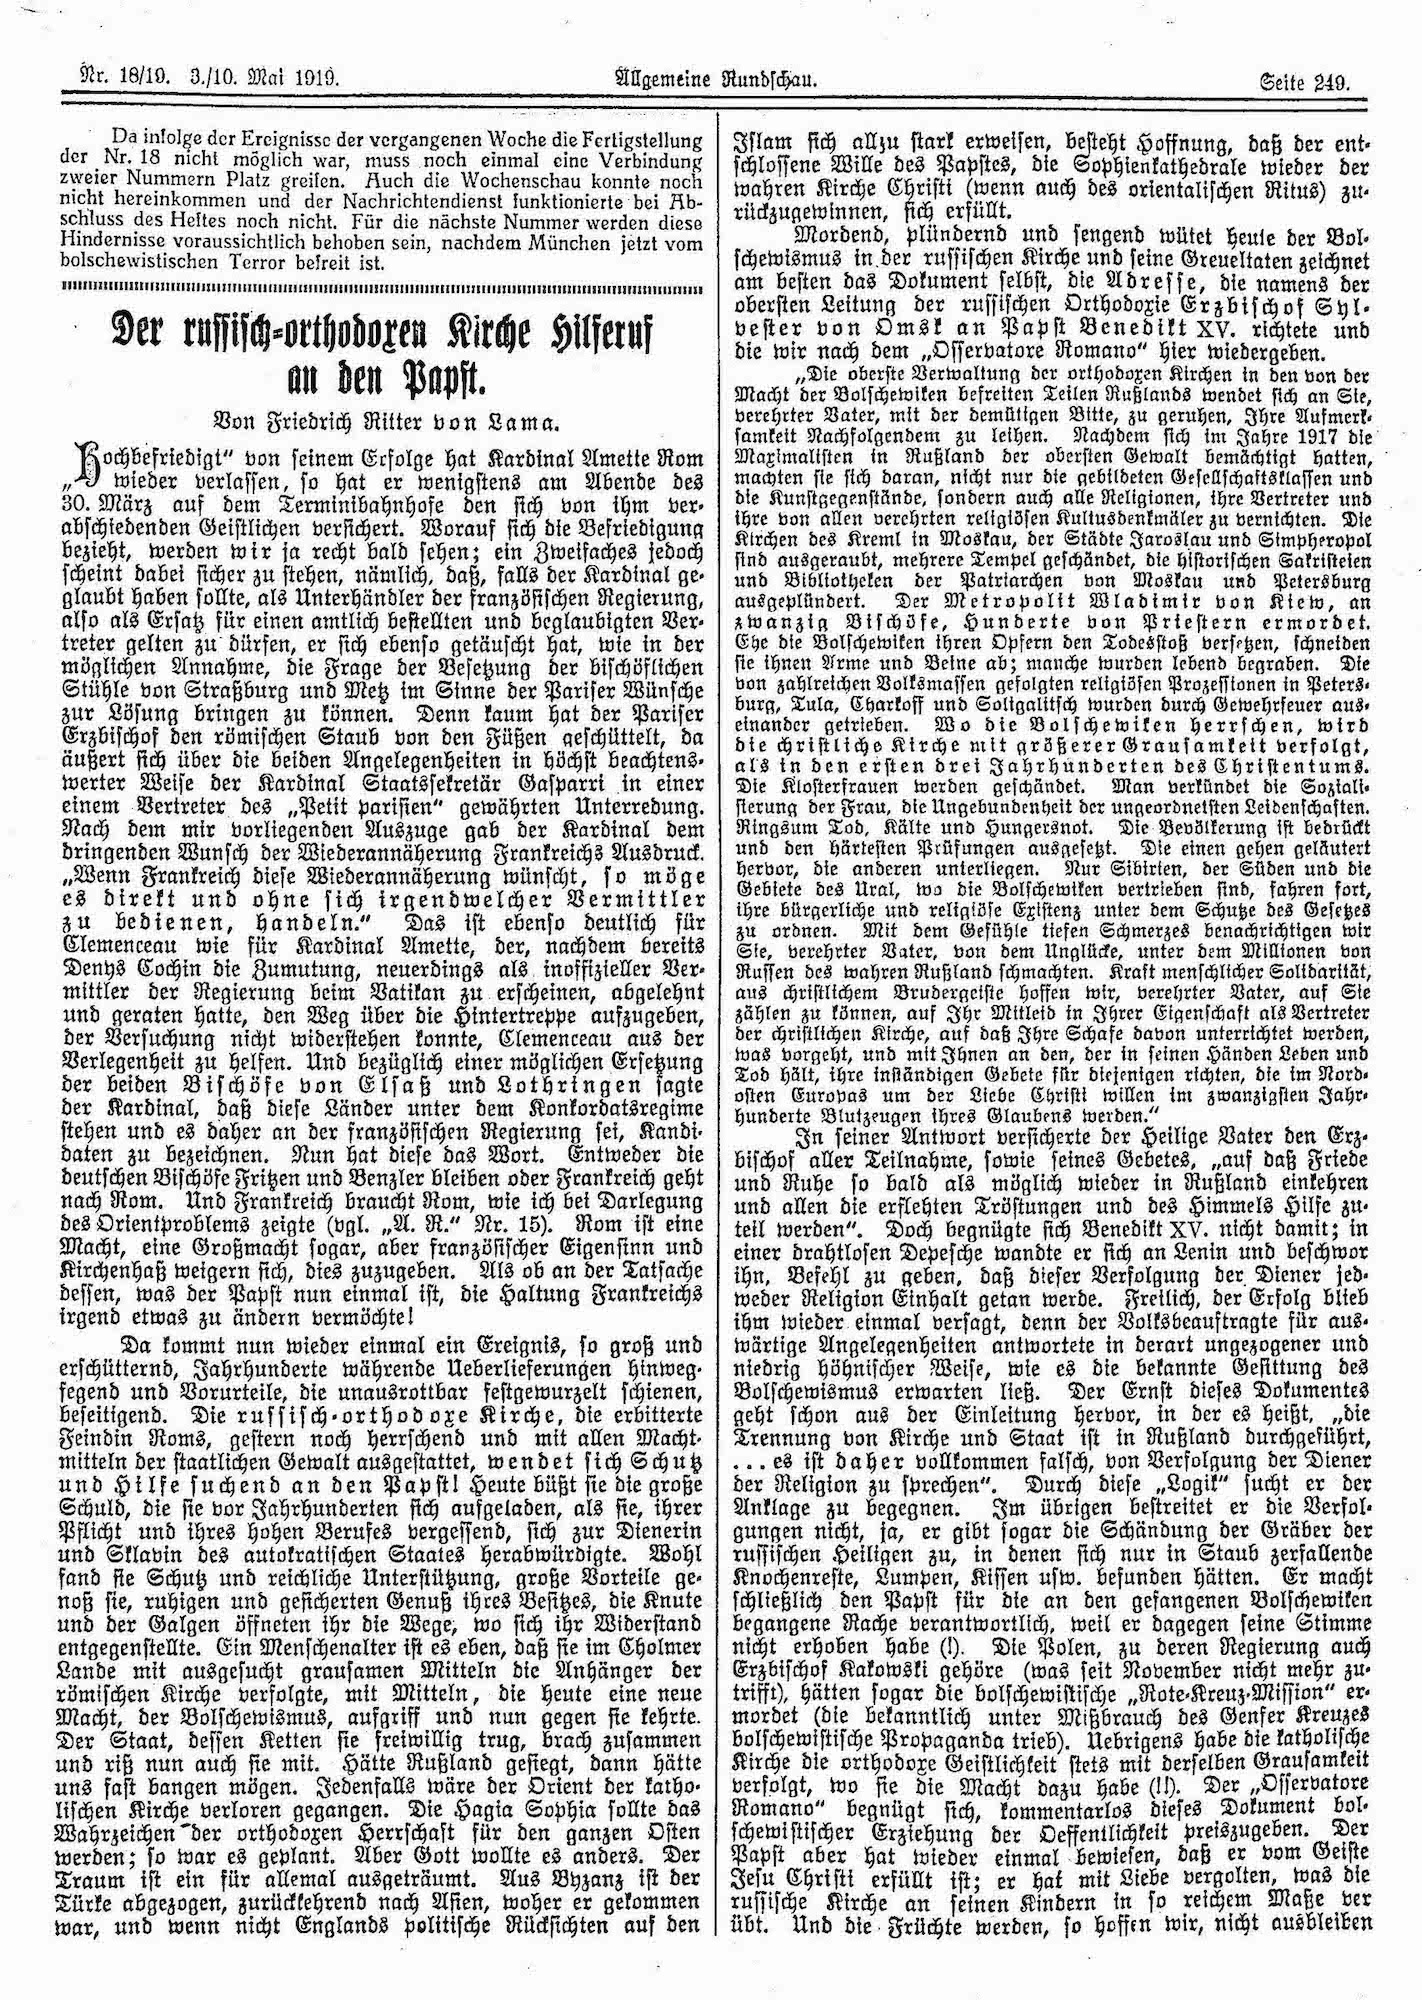 Nr. 18/19. 3./10. Mai 1919.
Allgemeine Rundschau.
Seite 249.
Da infolge der Ereignisse der vergangenen Woche die Fertigstellung
der Nr. 18 nicht möglich war, muss noch einmal eine Verbindung
zweier Nummern Platz greifen. Auch die Wochenschau konnte noch
nicht hereinkommen und der Nachrichtendienst funktionierte bei Ab-
schluss des Heftes noch nicht. Für die nächste Nummer werden diese
Hindernisse voraussichtlich behoben sein, nachdem München jetzt vom
bolschewistischen Terror befreit ist.
Der russisch-orthodoxen Kirche Hilferuf
an den Papst.
Von Friedrich Ritter von Lama.
„Hochbefriedigt“ von seinem Erfolge hat Kardinal Amette Rom
wieder verlassen, so hat er wenigstens am Abende des
30. März auf dem Terminibahnhofe den sich von ihm ver-
abschiedenden Geistlichen versichert. Worauf sich die Befriedigung
bezieht, werden wir ja recht bald sehen; ein Zweifaches jedoch
scheint dabei sicher zu stehen, nämlich, daß, falls der Kardinal ge-
glaubt haben sollte, als Unterhändler der französischen Regierung,
also als Ersatz für einen amtlich bestellten und beglaubigten Ver-
treter gelten zu dürfen, er sich ebenso getäuscht hat, wie in der
möglichen Annahme, die Frage der Besetzung der bischöflichen
Stühle von Straßburg und Metz im Sinne der Pariser Wünsche
zur Lösung bringen zu können. Denn kaum hat der Pariser
Erzbischof den römischen Staub von den Füßen geschüttelt, da
äußert sich über die beiden Angelegenheiten in höchst beachtens-
werter Weise der Kardinal Staatssekretär Gasparri in einer
einem Vertreter des „Petit parisien“ gewährten Unterredung.
Nach dem mir vorliegenden Auszuge gab der Kardinal dem
dringenden Wunsch der Wiederannäherung Frankreichs Ausdruck.
„Wenn Frankreich diese Wiederannäherung wünscht, so möge
es direkt und ohne sich irgendwelcher Vermittler
zu bedienen, handeln.“ Das ist ebenso deutlich für
Clemenceau wie für Kardinal Amette, der, nachdem bereits
Denys Cochin die Zumutung, neuerdings als inoffizieller Ver-
mittler der Regierung beim Vatikan zu erscheinen, abgelehnt
und geraten hatte, den Weg über die Hintertreppe aufzugeben,
der Versuchung nicht widerstehen konnte, Clemenceau aus der
Verlegenheit zu helfen. Und bezüglich einer möglichen Ersetzung
der beiden Bischöfe von Elsaß und Lothringen sagte
der Kardinal, daß diese Länder unter dem Konkordatsregime
stehen und es daher an der französischen Regierung sei, Kandi-
daten zu bezeichnen. Nun hat diese das Wort. Entweder die
deutschen Bischöfe Fritzen und Benzler bleiben oder Frankreich geht
nach Rom. Und Frankreich braucht Rom, wie ich bei Darlegung
des Orientproblems zeigte (vgl. „A. R.“ Nr. 15). Rom ist eine
Macht, eine Großmacht sogar, aber französischer Eigensinn und
Kirchenhaß weigern sich, dies zuzugeben. Als ob an der Tatsache
dessen, was der Papst nun einmal ist, die Haltung Frankreichs
irgend etwas zu ändern vermöchte!
Da kommt nun wieder einmal ein Ereignis, so groß und
erschütternd, Jahrhunderte währende Ueberlieferungen hinweg-
fegend und Vorurteile, die unausrottbar festgewurzelt schienen,
beseitigend. Die russisch-orthodoxe Kirche, die erbitterte
Feindin Roms, gestern noch herrschend und mit allen Macht-
mitteln der staatlichen Gewalt ausgestattet, wendet sich Schutz
und Hilfe suchend an den Papst! Heute büßt sie die große
Schuld, die sie vor Jahrhunderten sich aufgeladen, als sie, ihrer
Pflicht und ihres hohen Berufes vergessend, sich zur Dienerin
und Sklavin des autokratischen Staates herabwürdigte. Wohl
fand sie Schutz und reichliche Unterstützung, große Vorteile ge-
noß sie, ruhigen und gesicherten Genuß ihres Besitzes, die Knute
und der Galgen öffneten ihr die Wege, wo sich ihr Widerstand
entgegenstellte. Ein Menschenalter ist es eben, daß sie im Cholmer
Lande mit ausgesucht grausamen Mitteln die Anhänger der
römischen Kirche verfolgte, mit Mitteln, die heute eine neue
Macht, der Bolschewismus, aufgriff und nun gegen sie kehrte.
Der Staat, dessen Ketten sie freiwillig trug, brach zusammen
und riß nun auch sie mit. Hätte Rußland gesiegt, dann hätte
uns fast bangen mögen. Jedenfalls wäre der Orient der katho-
lischen Kirche verloren gegangen. Die Hagia Sophia sollte das
Wahrzeichen der orthodoxen Herrschaft für den ganzen Osten
werden; so war es geplant. Aber Gott wollte es anders. Der
Traum ist ein für allemal ausgeträumt. Aus Byzanz ist der
Türke abgezogen, zurückkehrend nach Asien, woher er gekommen
war, und wenn nicht Englands politische Rücksichten auf den
Islam sich allzu stark erweisen, besteht Hoffnung, daß der ent-
schlossene Wille des Papstes, die Sophienkathedrale wieder der
wahren Kirche Christi (wenn auch des orientalischen Ritus) zu-
rückzugewinnen, sich erfüllt.
Mordend, plündernd und sengend wütet heute der Bol-
schewismus in der russischen Kirche und seine Greueltaten zeichnet
am besten das Dokument selbst, die Adresse, die namens der
obersten Leitung der russischen Orthodoxie Erzbischof Syl-
vester von Omsk an Papst Benedikt XV. richtete und
die wir nach dem „Osservatore Romano“ hier wiedergeben.
„Die oberste Verwaltung der orthodoxen Kirchen in den von der
Macht der Bolschewiken befreiten Teilen Rußlands wendet sich an Sie,
verehrter Vater, mit der demütigen Bitte, zu geruhen, Ihre Aufmerk-
samkeit Nachfolgendem zu leihen. Nachdem sich im Jahre 1917 die
Maximalisten in Rußland der obersten Gewalt bemächtigt hatten,
machten sie sich daran, nicht nur die gebildeten Gesellschaftsklassen und
die Kunstgegenstände, sondern auch alle Religionen, ihre Vertreter und
ihre von allen verehrten religiösen Kultusdenkmäler zu vernichten. Die
Kirchen des Kreml in Moskau, der Städte Jaroslau und Simpheropol
sind ausgeraubt, mehrere Tempel geschändet, die historischen Sakristeien
und Bibliotheken der Patriarchen von Moskau und Petersburg
ausgeplündert. Der Metropolit Wladimir von Kiew, an
zwanzig Bischöfe, Hunderte von Priestern ermordet.
Ehe die Bolschewiken ihren Opfern den Todesstoß versetzen, schneiden
sie ihnen Arme und Beine ab; manche wurden lebend begraben. Die
von zahlreichen Volksmassen gefolgten religiösen Prozessionen in Peters-
burg, Tula, Charkoff und Soligalitsch wurden durch Gewehrfeuer aus-
einander getrieben. Wo die Bolschewiken herrschen, wird
die christliche Kirche mit größerer Grausamkeit verfolgt,
als in den ersten drei Jahrhunderten des Christentums.
Die Klosterfrauen werden geschändet. Man verkündet die Soziali-
sierung der Frau, die Ungebundenheit der ungeordnetsten Leidenschaften.
Ringsum Tod, Kälte und Hungersnot. Die Bevölkerung ist bedrückt
und den härtesten Prüfungen ausgesetzt. Die einen gehen geläutert
hervor, die anderen unterliegen. Nur Sibirien, der Süden und die
Gebiete des Ural, wo die Bolschewiken vertrieben sind, fahren fort,
ihre bürgerliche und religiöse Existenz unter dem Schutze des Gesetzes
zu ordnen. Mit dem Gefühle tiefen Schmerzes benachrichtigen wir
Sie, verehrter Vater, von dem Unglücke, unter dem Millionen von
Russen des wahren Rußland schmachten. Kraft menschlicher Solidarität,
aus christlichem Brudergeiste hoffen wir, verehrter Vater, auf Sie
zählen zu können, auf Ihr Mitleid in Ihrer Eigenschaft als Vertreter
der christlichen Kirche, auf daß Ihre Schafe davon unterrichtet werden,
was vorgeht, und mit Ihnen an den, der in seinen Händen Leben und
Tod hält, ihre inständigen Gebete für diejenigen richten, die im Nord-
osten Europas um der Liebe Christi willen im zwanzigsten Jahr-
hunderte Blutzeugen ihres Glaubens werden.“
In seiner Antwort versicherte der Heilige Vater den Erz-
bischof aller Teilnahme, sowie seines Gebetes, „auf daß Friede
und Ruhe so bald als möglich wieder in Rußland einkehren
und allen die erflehten Tröstungen und des Himmels Hilfe zu-
teil werden“. Doch begnügte sich Benedikt XV. nicht damit; in
einer drahtlosen Depesche wandte er sich an Lenin und beschwor
ihn, Befehl zu geben, daß dieser Verfolgung der Diener jed-
weder Religion Einhalt getan werde. Freilich, der Erfolg blieb
ihm wieder einmal versagt, denn der Volksbeauftragte für aus-
wärtige Angelegenheiten antwortete in derart ungezogener und
niedrig höhnischer Weise, wie es die bekannte Gesittung des
Bolschewismus erwarten ließ. Der Ernst dieses Dokumentes
geht schon aus der Einleitung hervor, in der es heißt, „die
Trennung von Kirche und Staat ist in Rußland durchgeführt,
... es ist daher vollkommen falsch, von Verfolgung der Diener
der Religion zu sprechen“. Durch diese „Logik“ sucht er der
Anklage zu begegnen. Im übrigen bestreitet er die Verfol-
gungen nicht, ja, er gibt sogar die Schändung der Gräber der
russischen Heiligen zu, in denen sich nur in Staub zerfallende
Knochenreste, Lumpen, Kissen usw. befunden hätten. Er macht
schließlich den Papst für die an den gefangenen Bolschewiken
begangene Rache verantwortlich, weil er dagegen seine Stimme
nicht erhoben habe (!). Die Polen, zu deren Regierung auch
Erzbischof Kakowski gehöre (was seit November nicht mehr zu-
trifft), hätten sogar die bolschewistische „Rote-Kreuz-Mission“ er-
mordet (die bekanntlich unter Mißbrauch des Genfer Kreuzes
bolschewistische Propaganda trieb). Uebrigens habe die katholische
Kirche die orthodoxe Geistlichkeit stets mit derselben Grausamkeit
verfolgt, wo sie die Macht dazu habe (!!). Der „Osservatore
Romano“ begnügt sich, kommentarlos dieses Dokument bol-
schewistischer Erziehung der Oeffentlichkeit preiszugeben. Der
Papst aber hat wieder einmal bewiesen, daß er vom Geiste
Jesu Christi erfüllt ist; er hat mit Liebe vergolten, was die
russische Kirche an seinen Kindern in so reichem Maße ver
übt. Und die Früchte werden, so hoffen wir, nicht ausbleiben